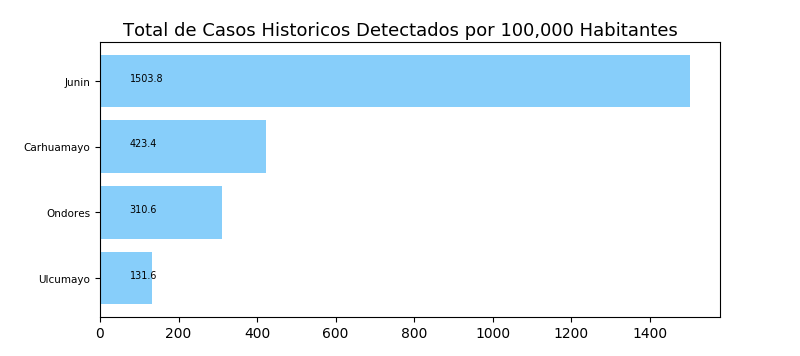 Total de Casos Historicos Detectados por 100,000 Habitantes
Junin 1503.8
Carhuamayo 423.4
Ondores 310.6
Ulcumayo 131.6
0 200 400 600 800 1000 1200 1400